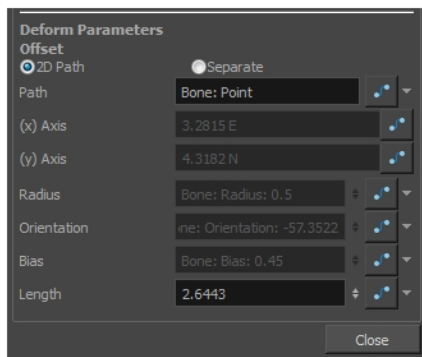 Deform Parameters
Offset
2D Path Separate
Path Bone: Point
(x) Axis 3.2815 E
(y) Axis 4.3182 N
Radius Bone: Radius: 0.5
Orientation ne: Orientation: -57.3522
Bias Bone: Bias: 0.45
Length 2.6443
Close